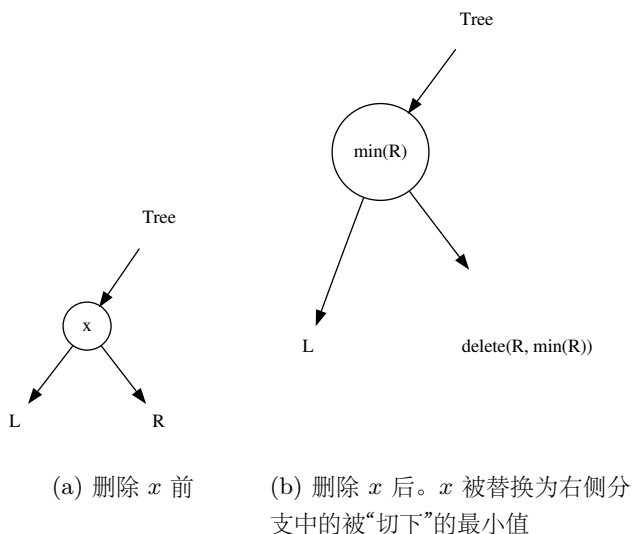 Tree
min(R)
L
delete(R, min(R))
Tree
x
L
R
(a) 删除 x 前
(b) 删除 x 后。x 被替换为右侧分
支中的被“切下”的最小值